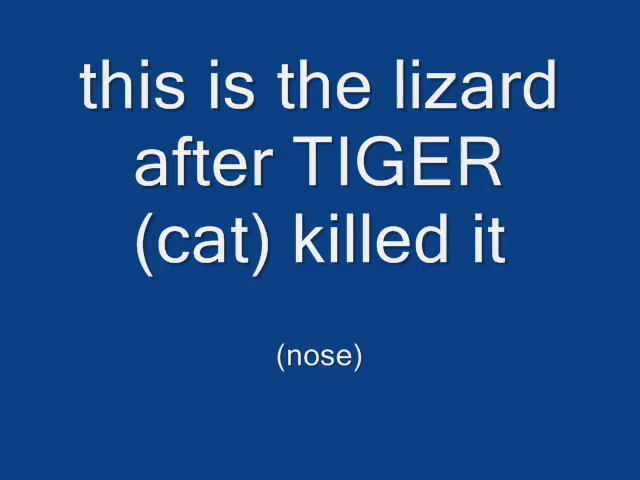 this is the lizard
after TIGER
(cat) killed it
(nose)